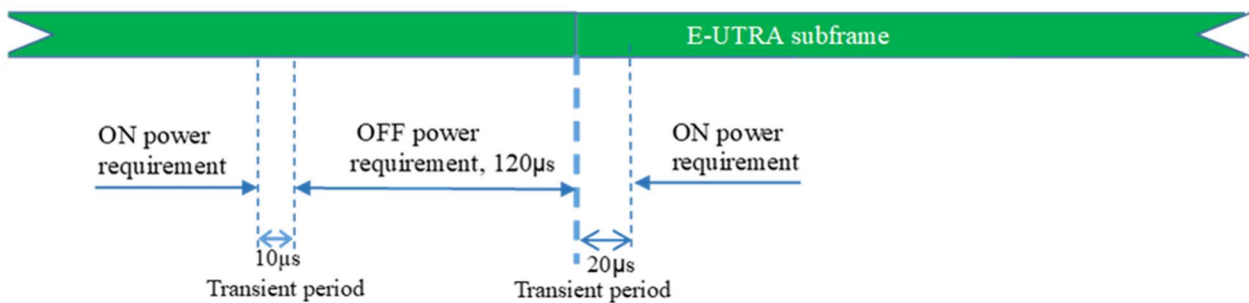 E-UTRA subframe
ON power
requirement
OFF power
requirement, 120μs
ON power
requirement
10μs
Transient period
20μs
Transient period